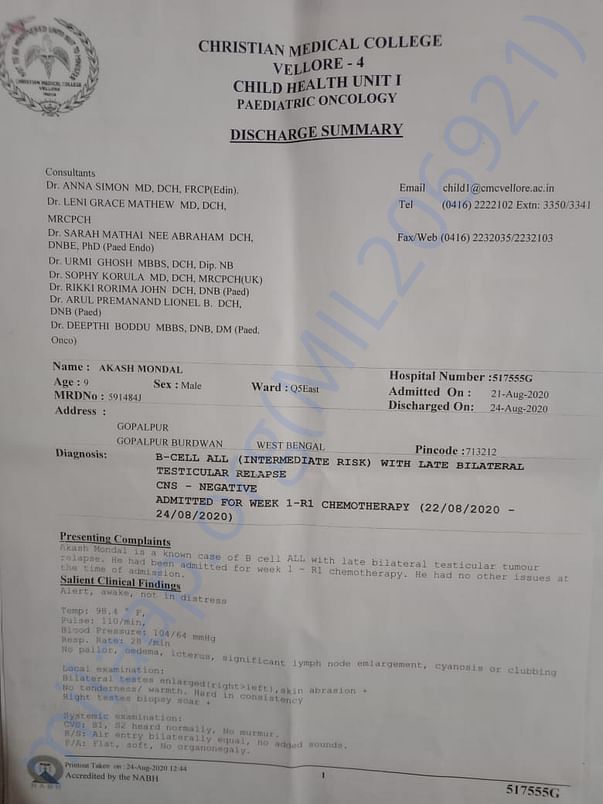 CHRISTIAN MEDICAL COLLEGE
VELLORE - 4
CHILD HEALTH UNIT I
PAEDIATRIC ONCOLOGY
DISCHARGE SUMMARY
CHRISTIAN MEDICAL COLLEGE
VELLORE
INDIA
Consultants
Dr. ANNA SIMON MD, DCH, FRCP(Edin).
Dr. LENI GRACE MATHEW MD, DCH,
MRCPCH
Dr. SARAH MATHAI NEE ABRAHAM DCH,
DNBE, PhD (Paed Endo)
Dr. URMI GHOSH MBBS, DCH, Dip. NB
Dr. SOPHY KORULA MD, DCH, MRCPCH(UK)
Dr. RIKKI RORIMA JOHN DCH, DNB (Paed)
Dr. ARUL PREMANAND LIONEL B. DCH,
DNB (Paed)
Dr. DEEPTHI BODDU MBBS, DNB, DM (Paed.
Onco)
Email child1@cmcvellore.ac.in
Tel (0416) 2222102 Extn: 3350/3341
Fax/Web (0416) 2232035/2232103
Name : AKASH MONDAL Hospital Number :517555G
Age : 9 Sex : Male Ward : Q5East Admitted On : 21-Aug-2020
MRDNo : 591484J Discharged On: 24-Aug-2020
Address :
GOPALPUR
GOPALPUR BURDWAN WEST BENGAL Pincode :713212
Diagnosis: B-CELL ALL (INTERMEDIATE RISK) WITH LATE BILATERAL
TESTICULAR RELAPSE
CNS - NEGATIVE
ADMITTED FOR WEEK 1-R1 CHEMOTHERAPY (22/08/2020 -
24/08/2020)
Presenting Complaints
Akash Mondal is a known case of B cell ALL with late bilateral testicular tumour
relapse. He had been admitted for week 1 - R1 chemotherapy. He had no other issues at
the time of admission.
Salient Clinical Findings
Alert, awake, not in distress
Temp: 98.4 ° F,
Pulse: 110/min,
Blood Pressure: 104/64 mmHg
Resp. Rate: 28 /min
No pallor, oedema, icterus, significant lymph node emlargement, cyanosis or clubbing
Local examination:
Bilateral testes enlarged(right>left),skin abrasion +
No tenderness/ warmth. Hard in consistency
Right testes biopsy scar +
Systemic examination:
CVS: S1, S2 heard normally, No murmur.
R/S: Air entry bilaterally equal, no added sounds.
P/A: Flat, soft, No organonegaly.
Printout Taken on :24-Aug-2020 12:44
Accredited by the NABH
NABH
1
517555G
(MIL206921)